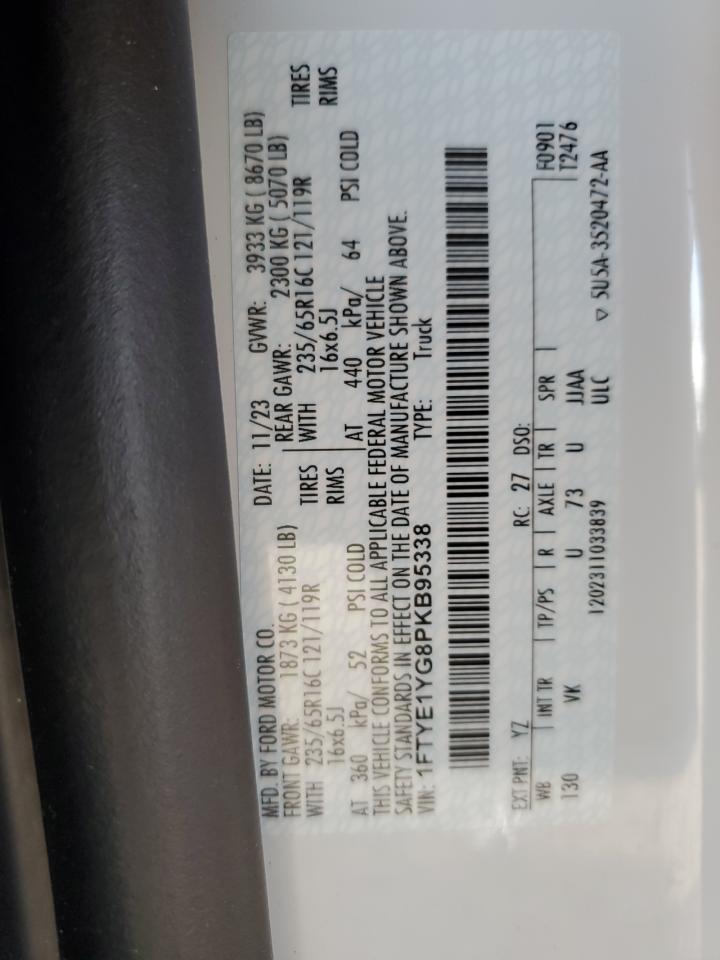 MFD. BY FORD MOTOR CO.
DATE: 11/23 GVWR: 3933 KG ( 8670 LB)
FRONT GAWR: 1873 KG ( 4130 LB) REAR GAWR: 2300 KG ( 5070 LB)
WITH 235/65R16C 121/119R TIRES WITH 235/65R16C 121/119R TIRES
16x6.5J RIMS 16x6.5J RIMS
AT 360 kPa/ 52 PSI COLD AT 440 kPa/ 64 PSI COLD
THIS VEHICLE CONFORMS TO ALL APPLICABLE FEDERAL MOTOR VEHICLE
SAFETY STANDARDS IN EFFECT ON THE DATE OF MANUFACTURE SHOWN ABOVE.
VIN: 1FTYE1YG8PKB95338 TYPE: Truck
EXT PNT: YZ RC: 27 DSO:
WB INT TR TP/PS R AXLE TR SPR F0901
130 VK U 73 U JJAA T2476
1202311033839 ULC ▽ 5U5A-3520472-AA